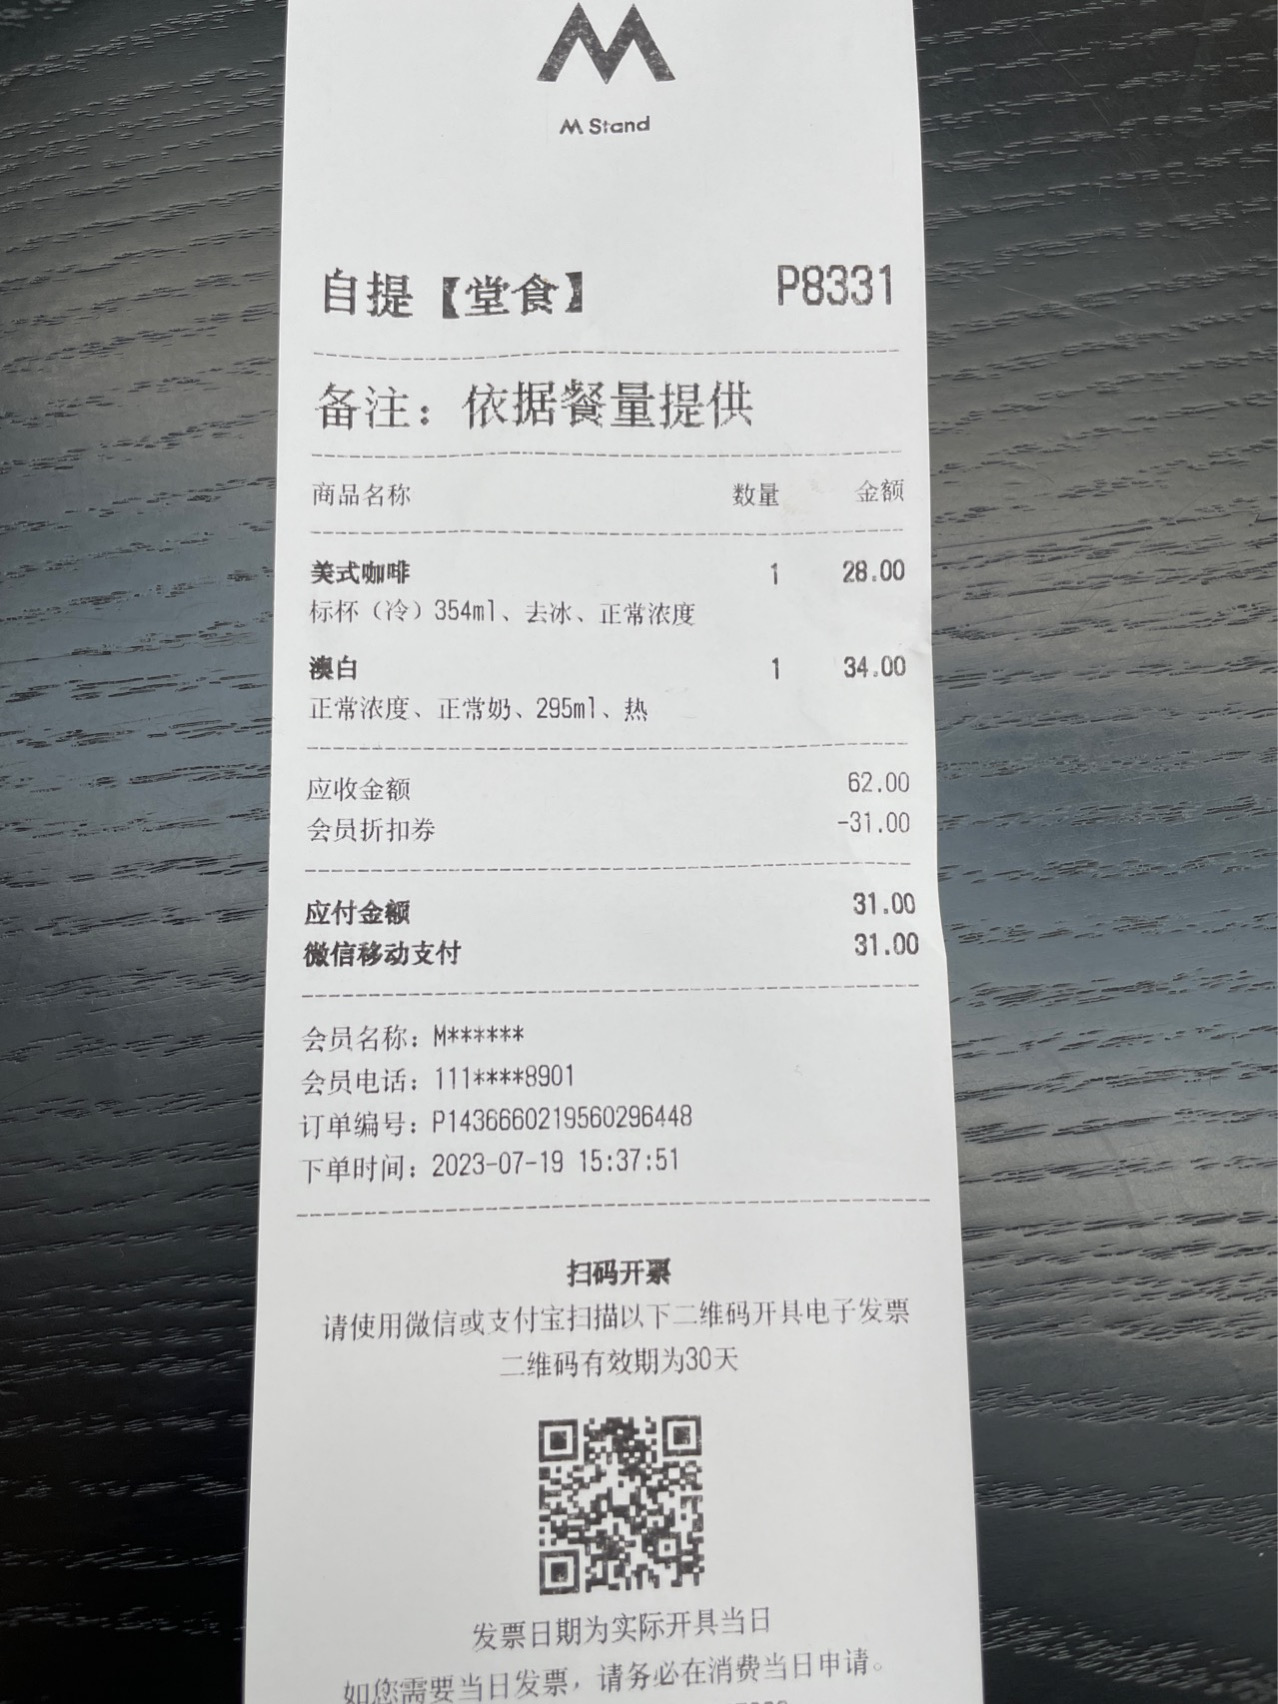 M Stand
自提【堂食】 P8331
备注：依据餐量提供
商品名称 数量 金额
美式咖啡 1 28.00
标杯（冷）354ml、去冰、正常浓度
澳白 1 34.00
正常浓度、正常奶、295ml、热
应收金额 62.00
会员折扣券 -31.00
应付金额 31.00
微信移动支付 31.00
会员名称：M******
会员电话：111****8901
订单编号：P1436660219560296448
下单时间：2023-07-19 15:37:51
扫码开票
请使用微信或支付宝扫描以下二维码开具电子发票
二维码有效期为30天
发票日期为实际开具当日
如您需要当日发票，请务必在消费当日申请。